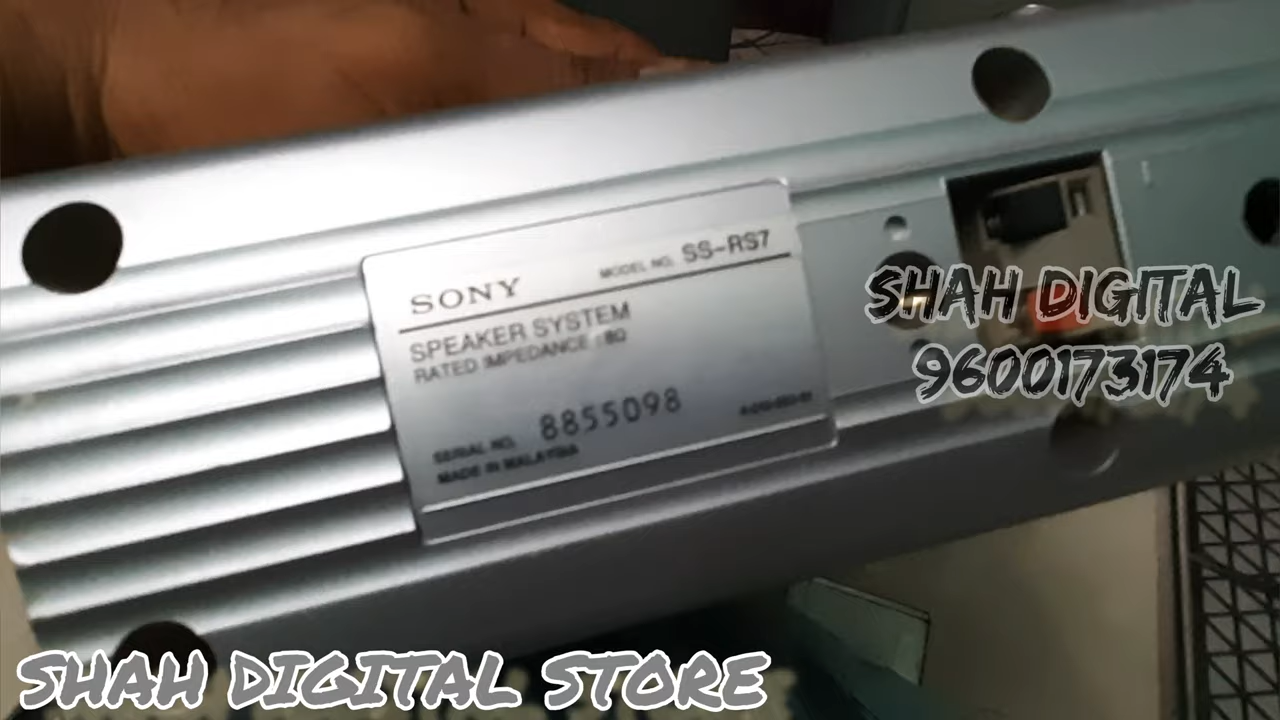 SONY
MODEL NO. SS-RS7
SPEAKER SYSTEM
RATED IMPEDANCE : 8Ω
SERIAL NO. 8855098
MADE IN MALAYSIA
SHAH DIGITAL
9600173174
SHAH DIGITAL STORE